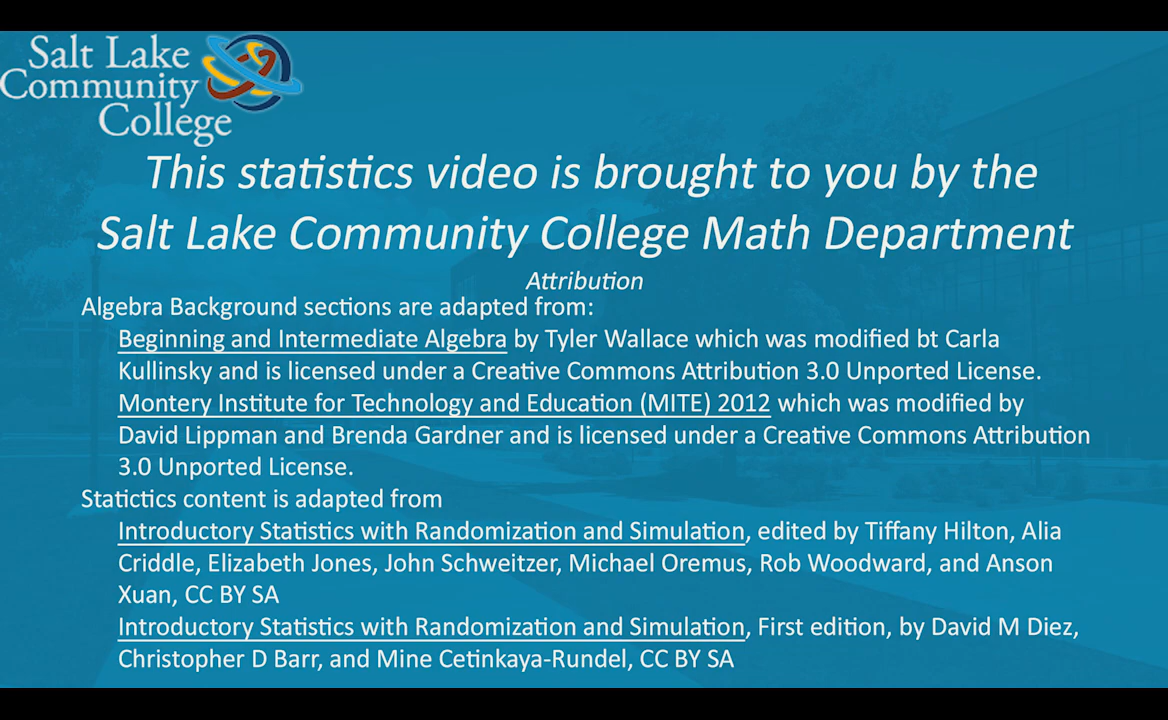 Salt Lake
Community
College
This statistics video is brought to you by the
Salt Lake Community College Math Department
Attribution
Algebra Background sections are adapted from:
Beginning and Intermediate Algebra by Tyler Wallace which was modified bt Carla
Kullinsky and is licensed under a Creative Commons Attribution 3.0 Unported License.
Montery Institute for Technology and Education (MITE) 2012 which was modified by
David Lippman and Brenda Gardner and is licensed under a Creative Commons Attribution
3.0 Unported License.
Statictics content is adapted from
Introductory Statistics with Randomization and Simulation, edited by Tiffany Hilton, Alia
Criddle, Elizabeth Jones, John Schweitzer, Michael Oremus, Rob Woodward, and Anson
Xuan, CC BY SA
Introductory Statistics with Randomization and Simulation, First edition, by David M Diez,
Christopher D Barr, and Mine Cetinkaya-Rundel, CC BY SA